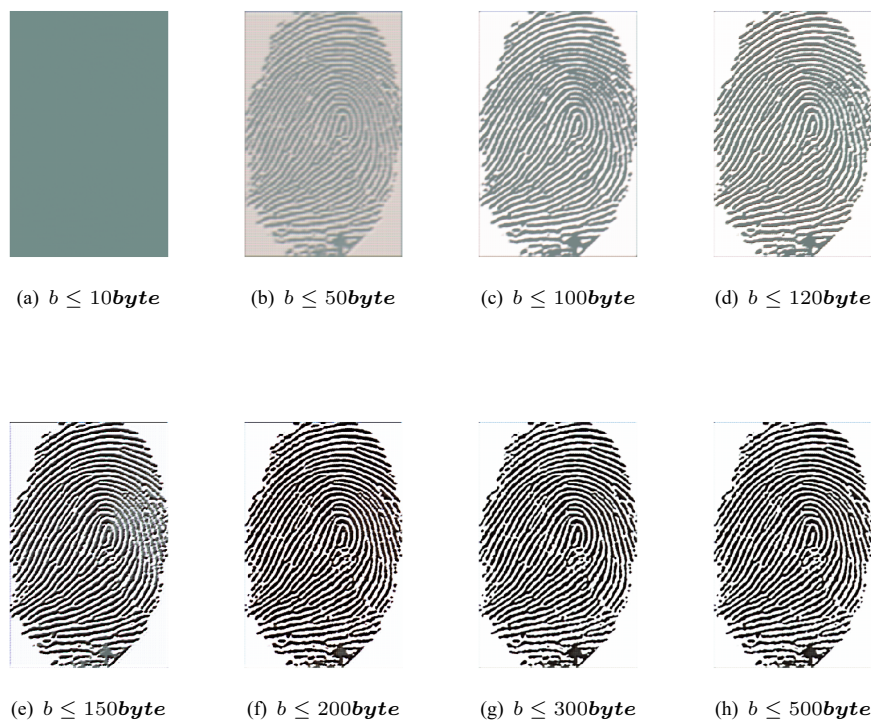 (a) b ≤ 10byte (b) b ≤ 50byte (c) b ≤ 100byte (d) b ≤ 120byte
(e) b ≤ 150byte (f) b ≤ 200byte (g) b ≤ 300byte (h) b ≤ 500byte